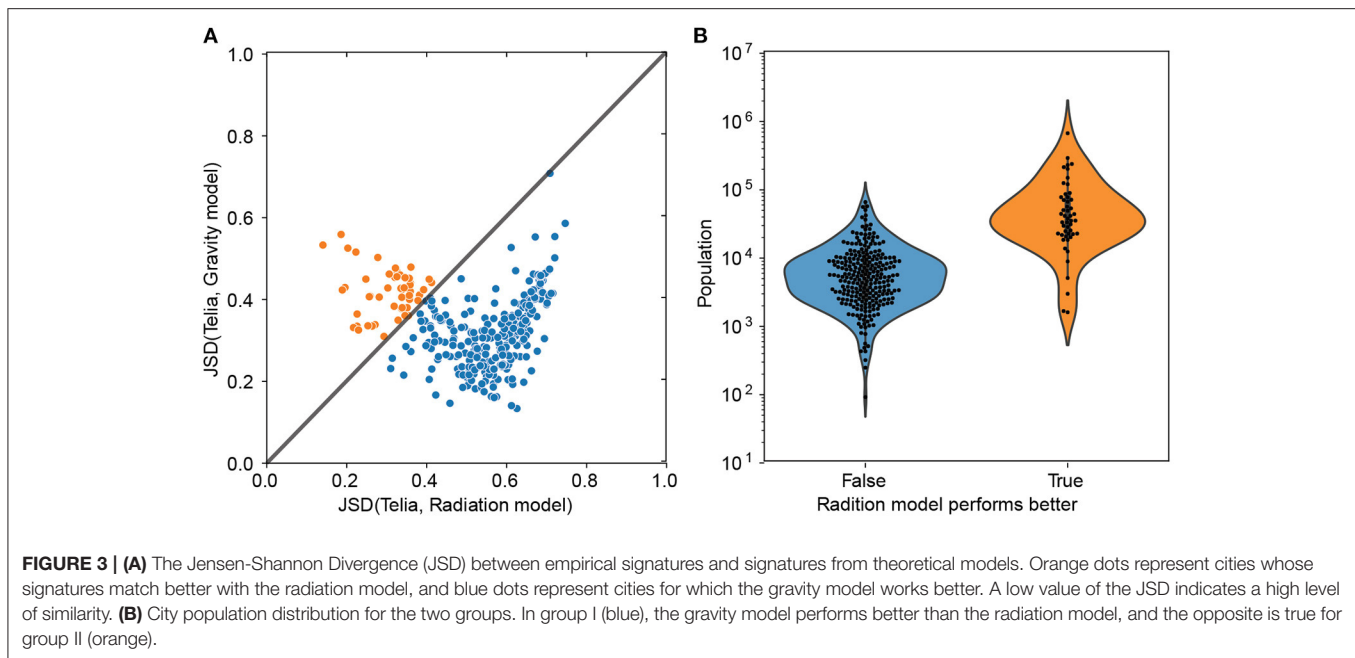 A
B
1.0
0.8
0.6
0.4
0.2
0.0
JSD(Telia, Gravity model)
0.0 0.2 0.4 0.6 0.8 1.0
JSD(Telia, Radiation model)
10^7
10^6
10^5
10^4
10^3
10^2
10^1
Population
False True
Radition model performs better
FIGURE 3 | (A) The Jensen-Shannon Divergence (JSD) between empirical signatures and signatures from theoretical models. Orange dots represent cities whose
signatures match better with the radiation model, and blue dots represent cities for which the gravity model works better. A low value of the JSD indicates a high level
of similarity. (B) City population distribution for the two groups. In group I (blue), the gravity model performs better than the radiation model, and the opposite is true for
group II (orange).